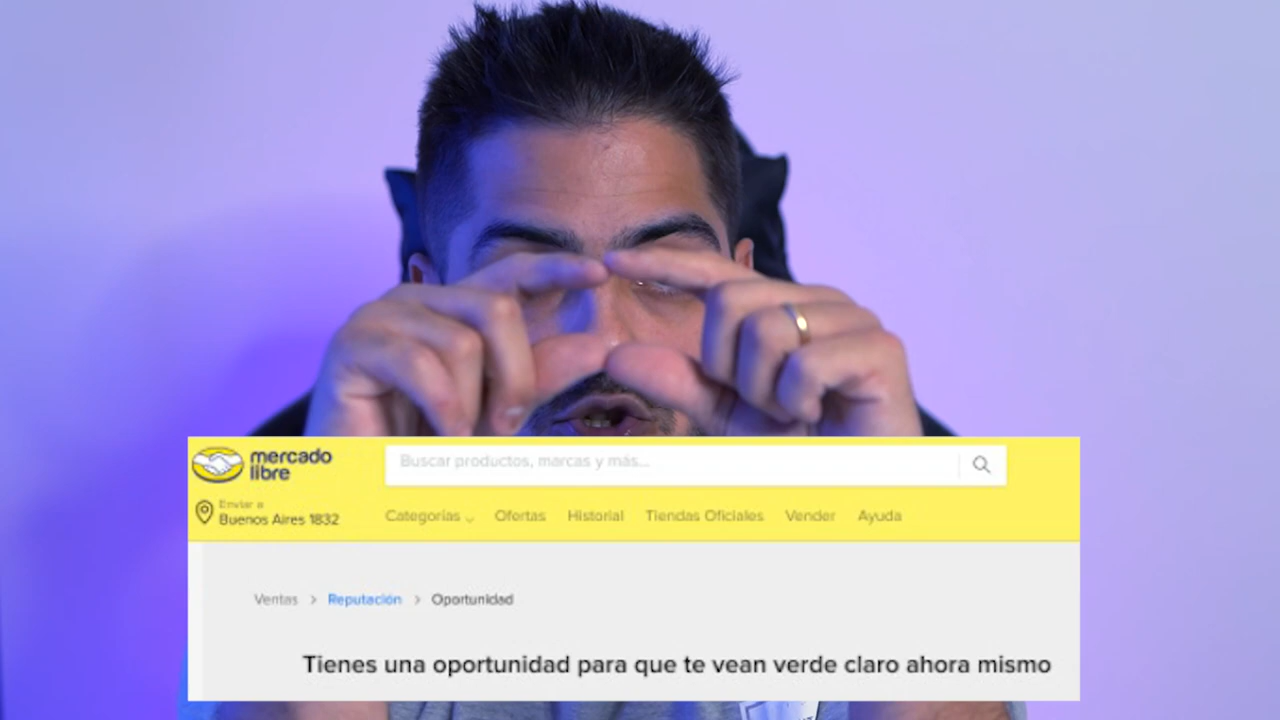 mercado
libre
Buscar productos, marcas y más...
Enviar a
Buenos Aires 1832
Categorías
Ofertas
Historial
Tiendas Oficiales
Vender
Ayuda
Ventas > Reputación > Oportunidad
Tienes una oportunidad para que te vean verde claro ahora mismo